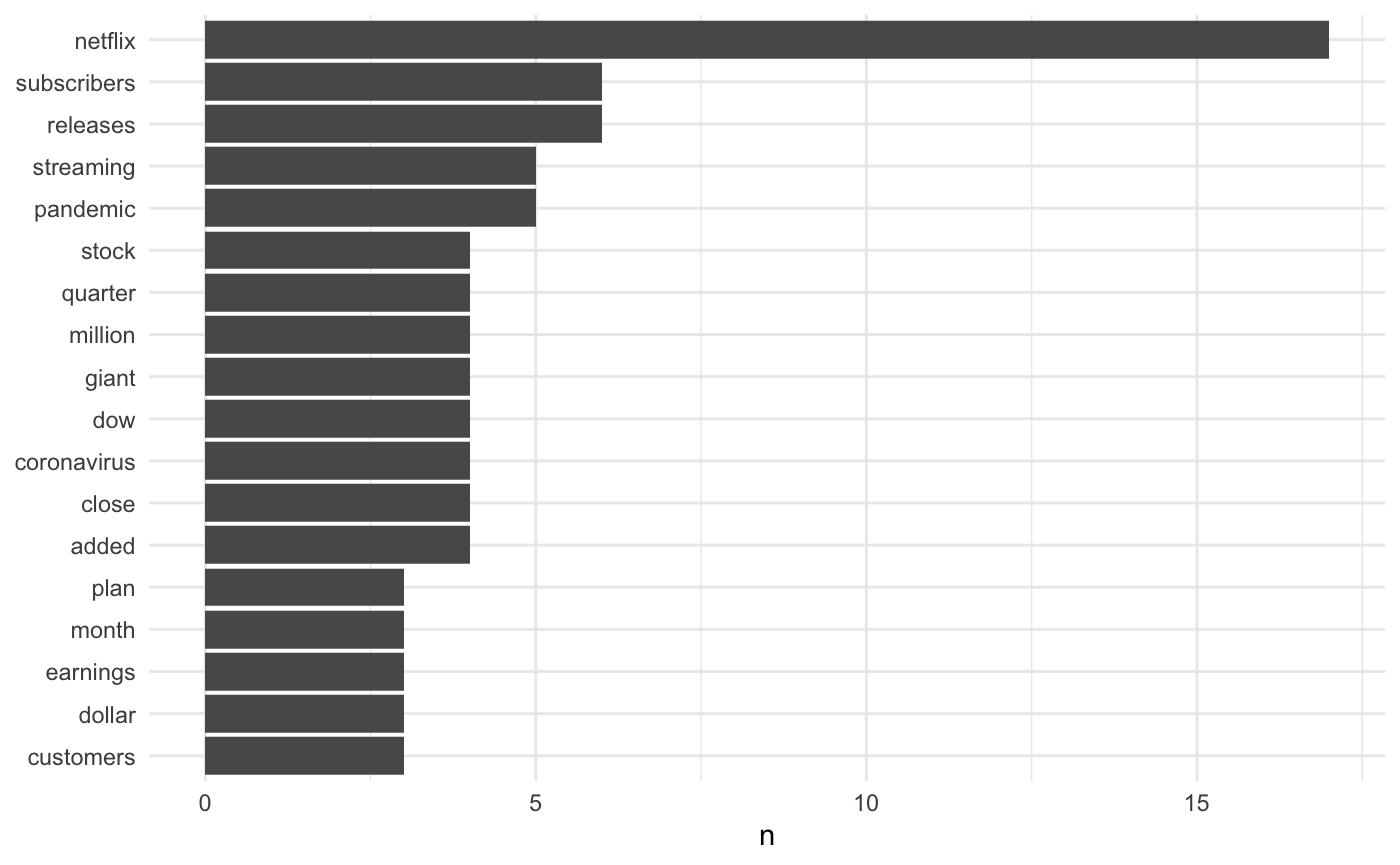 netflix
subscribers
releases
streaming
pandemic
stock
quarter
million
giant
dow
coronavirus
close
added
plan
month
earnings
dollar
customers
0 5 10 15
n